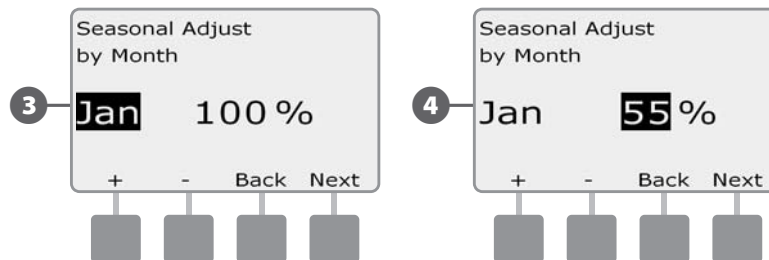 Seasonal Adjust
by Month
3
Jan 100 %
+ - Back Next
Seasonal Adjust
by Month
4
Jan 55 %
+ - Back Next